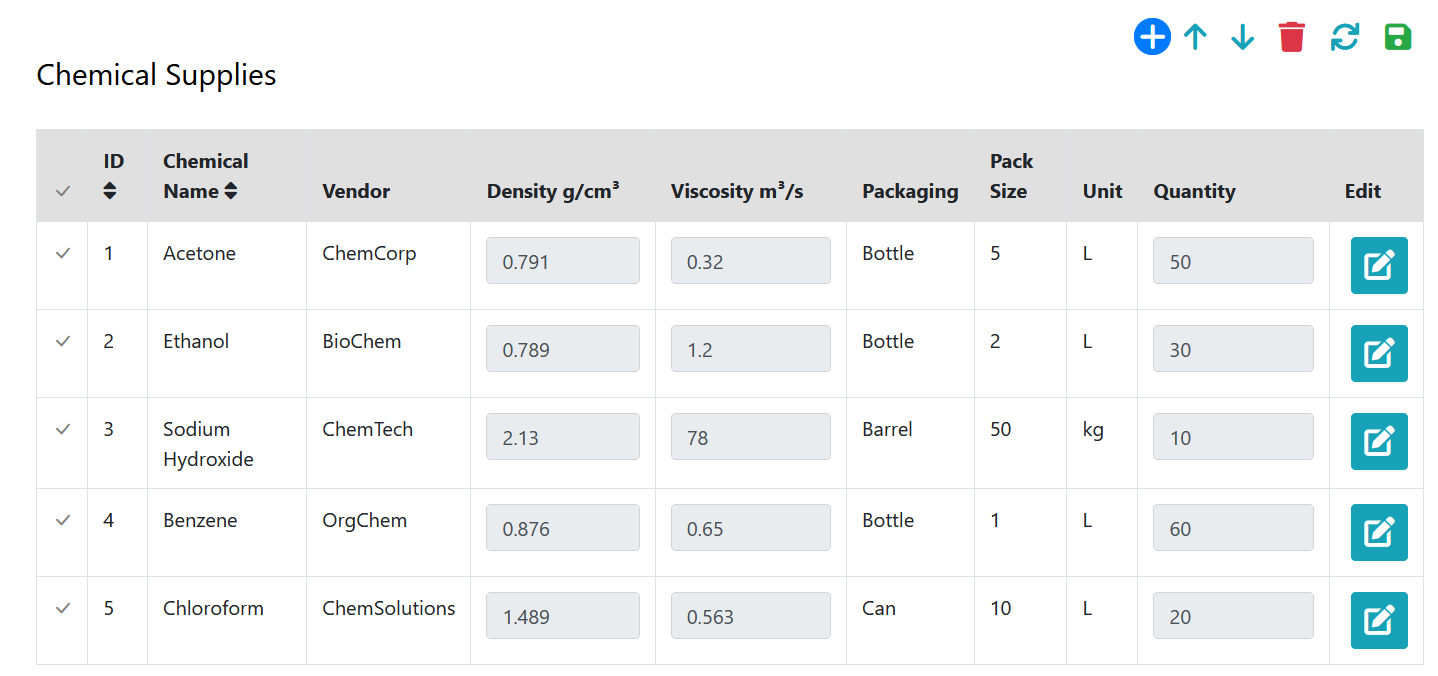 Chemical Supplies
ID Chemical Name Vendor Density g/cm³ Viscosity m³/s Packaging Pack Size Unit Quantity Edit
1 Acetone ChemCorp 0.791 0.32 Bottle 5 L 50
2 Ethanol BioChem 0.789 1.2 Bottle 2 L 30
3 Sodium Hydroxide ChemTech 2.13 78 Barrel 50 kg 10
4 Benzene OrgChem 0.876 0.65 Bottle 1 L 60
5 Chloroform ChemSolutions 1.489 0.563 Can 10 L 20